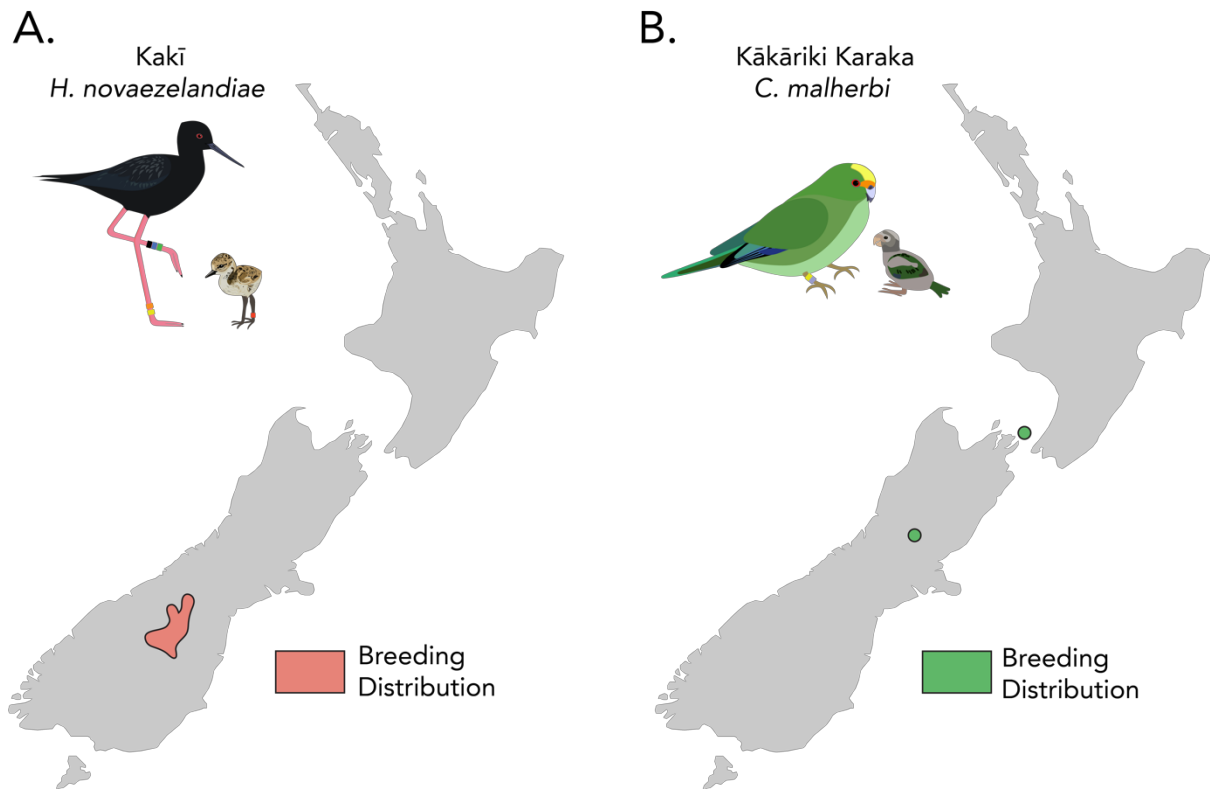 A.
Kakī
H. novaezelandiae
Breeding
Distribution
B.
Kākāriki Karaka
C. malherbi
Breeding
Distribution